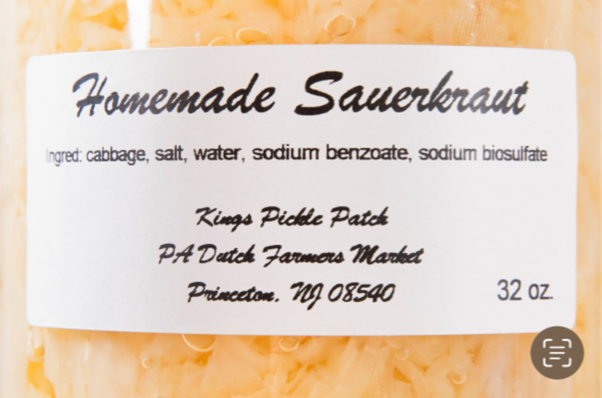 Homemade Sauerkraut
Ingred: cabbage, salt, water, sodium benzoate, sodium biosulfate
Kings Pickle Patch
PA Dutch Farmers Market
Princeton, NJ 08540
32 oz.